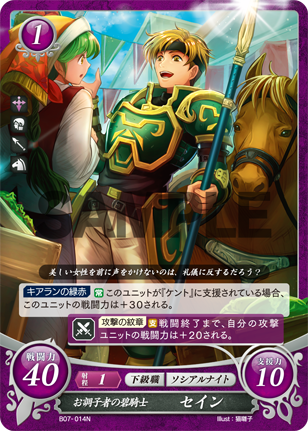 1
SAMPLE
美しい女性を前に声をかけないのは、礼儀に反するだろう?
キアランの緑赤 支 このユニットが『ケント』に支援されている場合、
このユニットの戦闘力は+30される。
攻撃の紋章 支 戦闘終了まで、自分の攻撃
ユニットの戦闘力は+20される。
戦闘力
40
射程 1 下級職 ソシアルナイト
支援力
10
お調子者の碧騎士 セイン
B07-014N
Illust:猫囃子